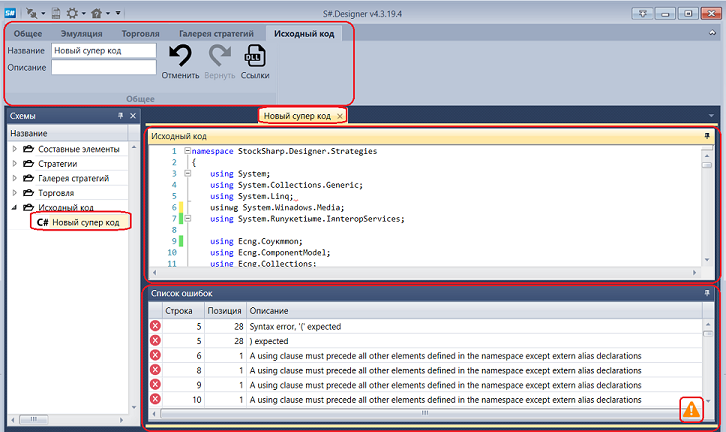 S# S#.Designer v4.3.19.4
Общее Эмуляция Торговля Галерея стратегий Исходный код
Название Новый супер код
Описание
Отменить Вернуть DLL Ссылки
Общее
Схемы
Название
Составные элементы
Стратегии
Галерея стратегий
Торговля
Исходный код
C# Новый супер код
Новый супер код
Исходный код
1 namespace StockSharp.Designer.Strategies
2 {
3 using System;
4 using System.Collections.Generic;
5 using System.Linq;
6 usinwg System.Winadows.Media;
7 using System.Runукеtiыme.IяnteropServices;
8
9 using Ecng.Coукmmon;
10 using Ecng.ComponentModel;
11 using Ecng.Collections;
Список ошибок
Строка Позиция Описание
5 28 Syntax error, '(' expected
5 28 ) expected
6 1 A using clause must precede all other elements defined in the namespace except extern alias declarations
8 1 A using clause must precede all other elements defined in the namespace except extern alias declarations
9 1 A using clause must precede all other elements defined in the namespace except extern alias declarations
10 1 A using clause must precede all other elements defined in the namespace except extern alias declarations